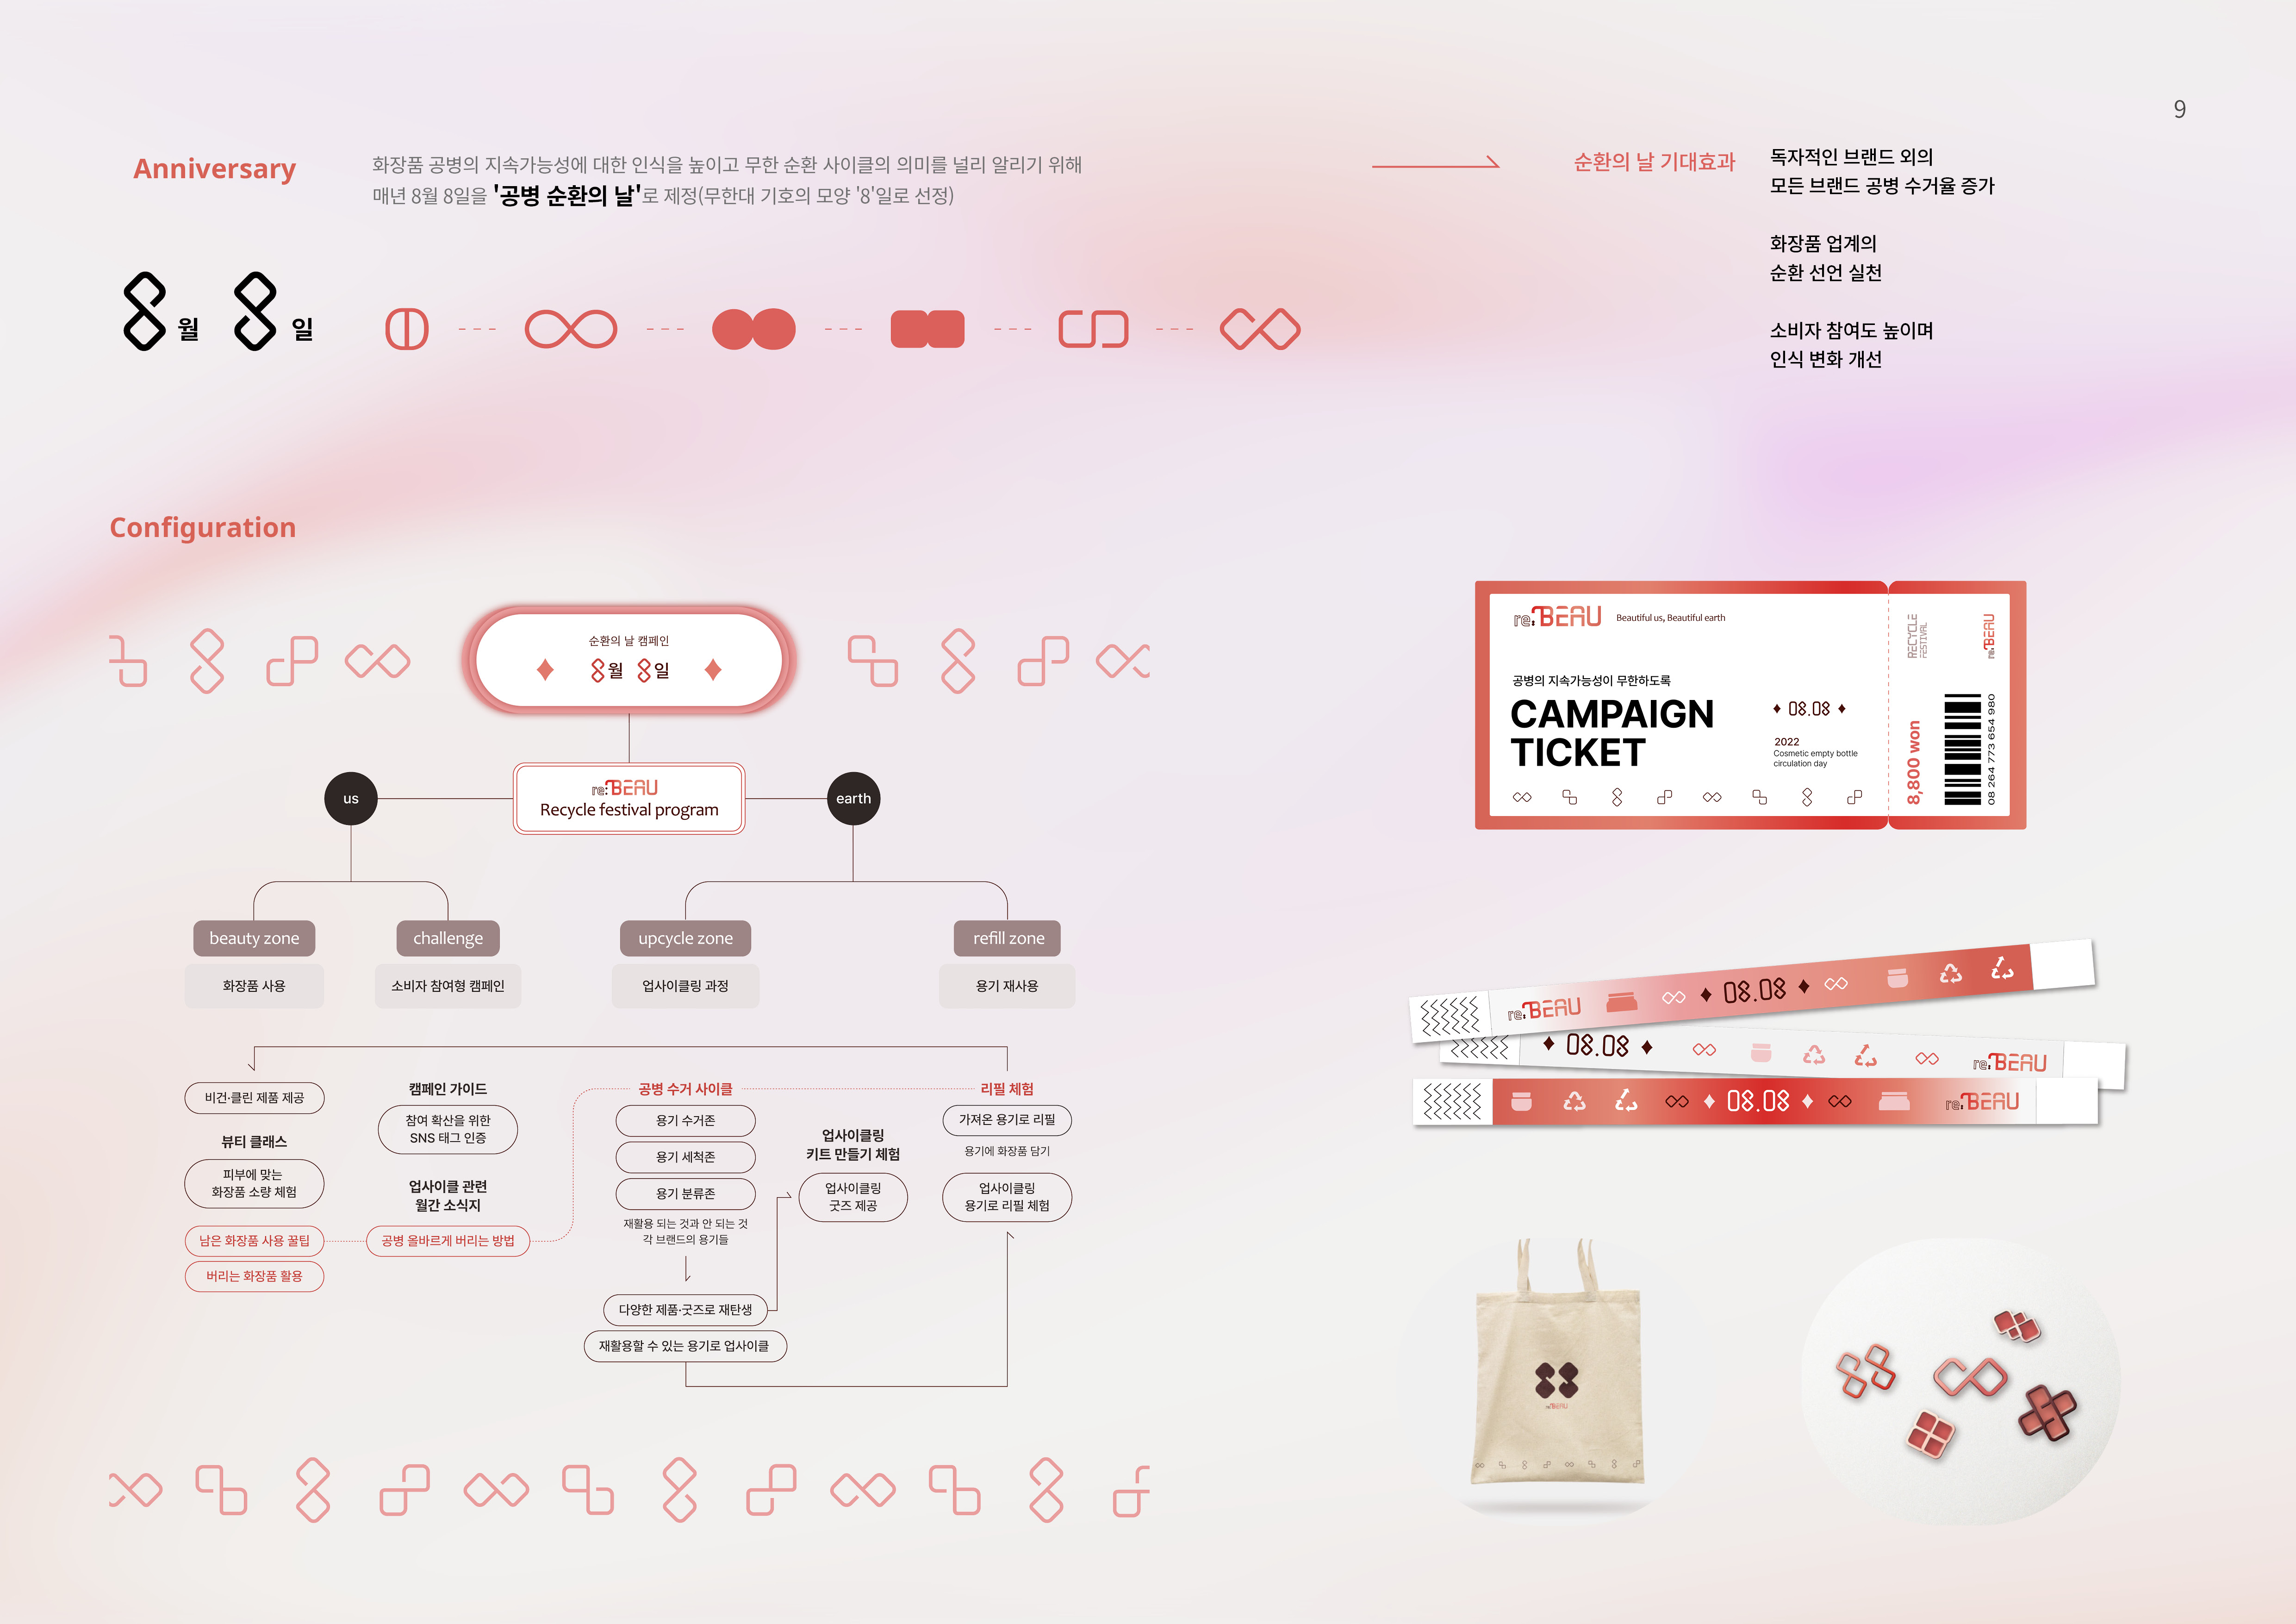 9
Anniversary
화장품 공병의 지속가능성에 대한 인식을 높이고 무한 순환 사이클의 의미를 널리 알리기 위해
매년 8월 8일을 '공병 순환의 날'로 제정(무한대 기호의 모양 '8'일로 선정)
순환의 날 기대효과
독자적인 브랜드 외의
모든 브랜드 공병 수거율 증가
화장품 업계의
순환 선언 실천
소비자 참여도 높이며
인식 변화 개선
8월 8일
Configuration
순환의 날 캠페인
8월 8일
re:BEAU
Recycle festival program
us
earth
beauty zone
challenge
upcycle zone
refill zone
화장품 사용
소비자 참여형 캠페인
업사이클링 과정
용기 재사용
비건·클린 제품 제공
뷰티 클래스
피부에 맞는
화장품 소량 체험
남은 화장품 사용 꿀팁
버리는 화장품 활용
캠페인 가이드
참여 확산을 위한
SNS 태그 인증
업사이클 관련
월간 소식지
공병 올바르게 버리는 방법
공병 수거 사이클
용기 수거존
용기 세척존
용기 분류존
재활용 되는 것과 안 되는 것
각 브랜드의 용기들
다양한 제품·굿즈로 재탄생
재활용할 수 있는 용기로 업사이클
업사이클링
키트 만들기 체험
업사이클링
굿즈 제공
리필 체험
가져온 용기로 리필
용기에 화장품 담기
업사이클링
용기로 리필 체험
re:BEAU
Beautiful us, Beautiful earth
공병의 지속가능성이 무한하도록
CAMPAIGN
TICKET
08.08
2022
Cosmetic empty bottle
circulation day
RECYCLE
FESTIVAL
re:BEAU
8,800 won
08 264 773 654 980
re:BEAU
08.08
08.08
re:BEAU
08.08
re:BEAU
88
re:BEAU